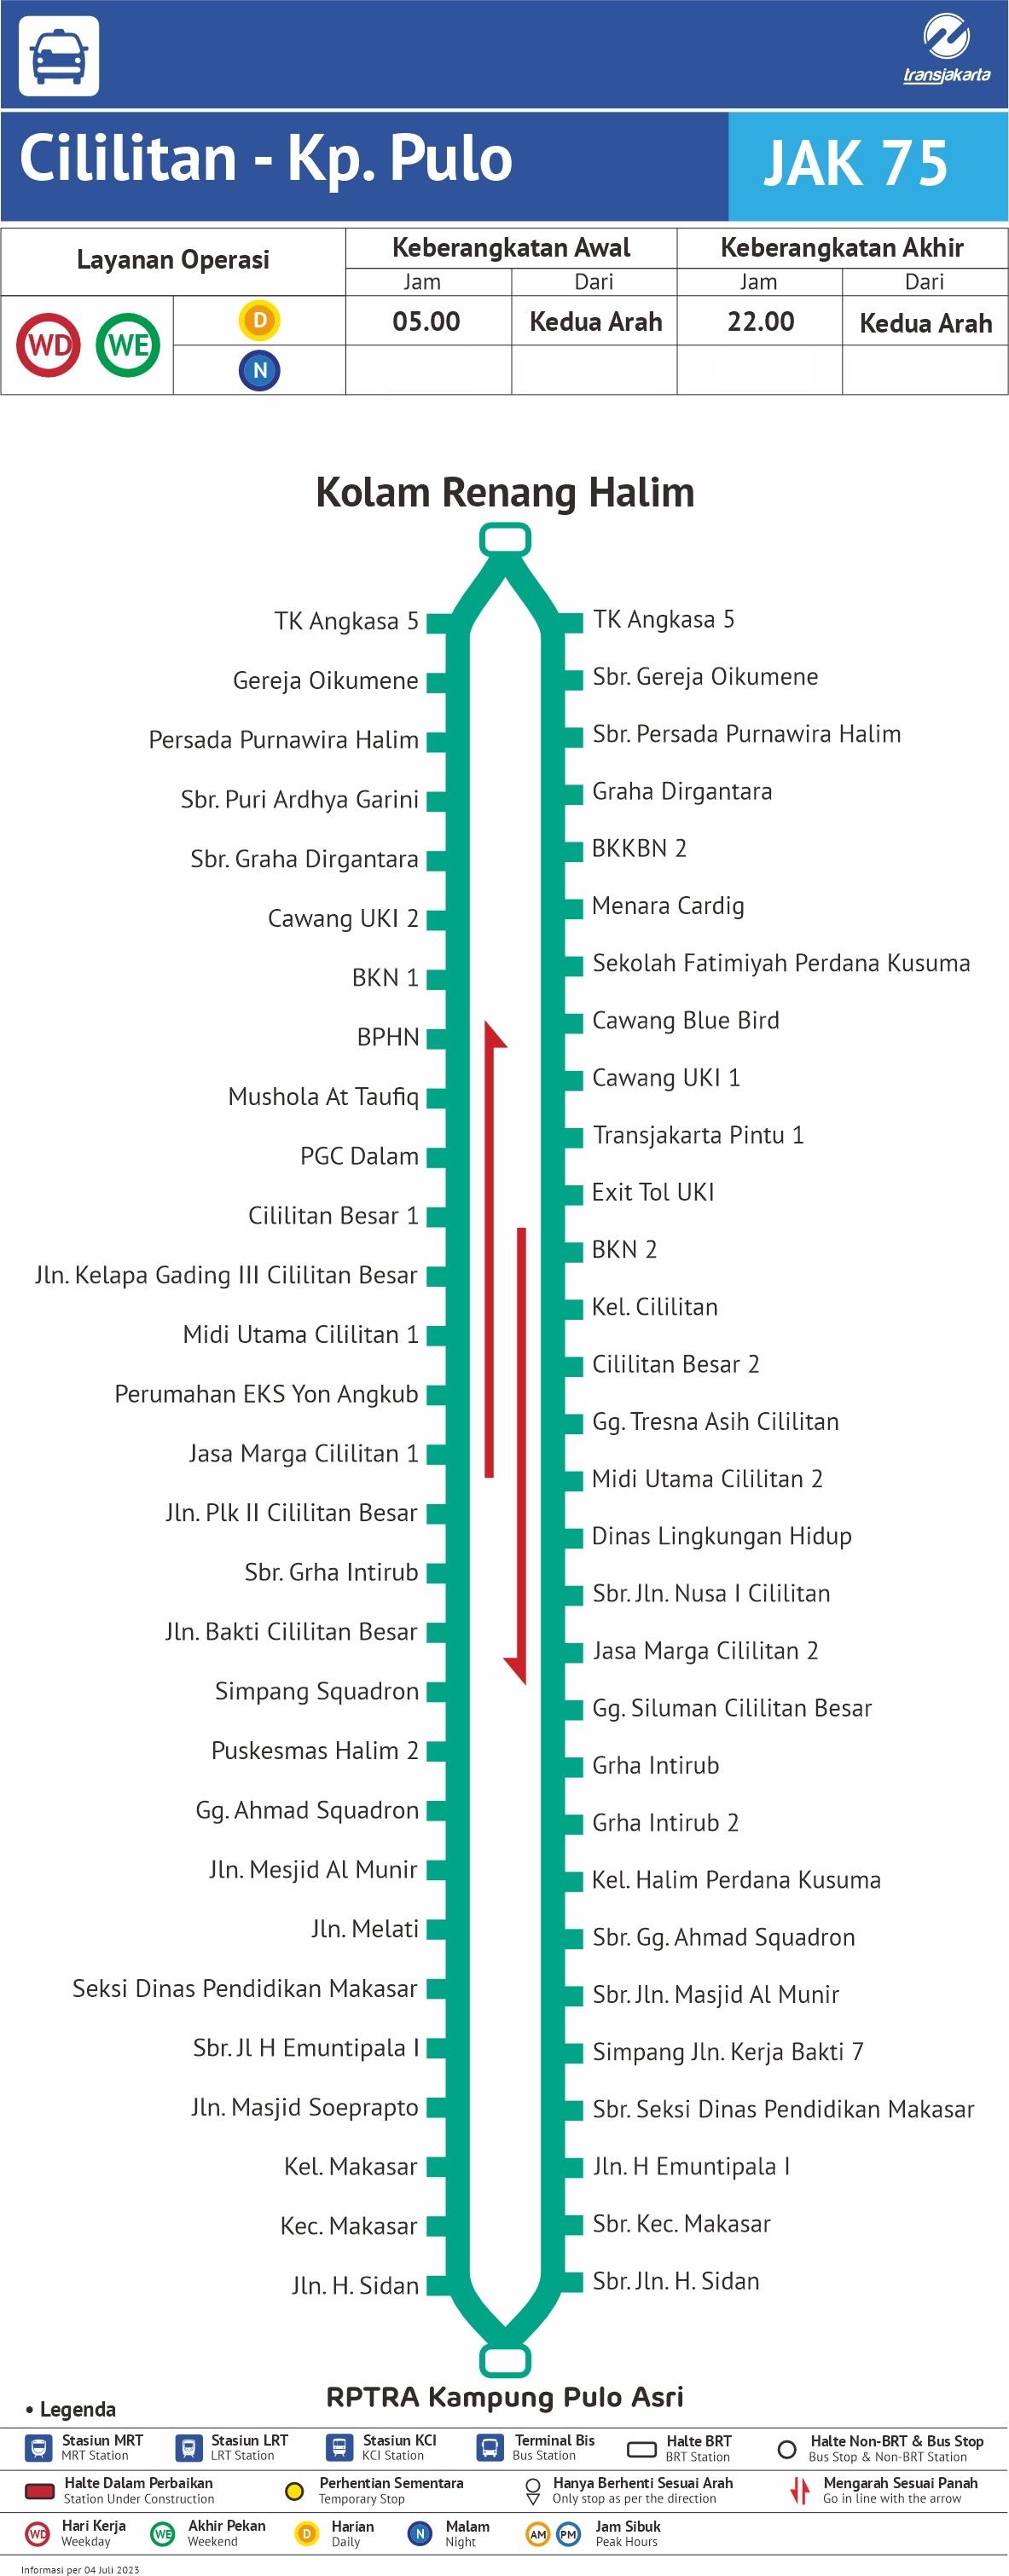 transjakarta
Cililitan - Kp. Pulo
JAK 75
Layanan Operasi
Keberangkatan Awal
Keberangkatan Akhir
Jam
Dari
Jam
Dari
WD
WE
D
05.00
Kedua Arah
22.00
Kedua Arah
N
Kolam Renang Halim
TK Angkasa 5
Gereja Oikumene
Persada Purnawira Halim
Sbr. Puri Ardhya Garini
Sbr. Graha Dirgantara
Cawang UKI 2
BKN 1
BPHN
Mushola At Taufiq
PGC Dalam
Cililitan Besar 1
Jln. Kelapa Gading III Cililitan Besar
Midi Utama Cililitan 1
Perumahan EKS Yon Angkub
Jasa Marga Cililitan 1
Jln. Plk II Cililitan Besar
Sbr. Grha Intirub
Jln. Bakti Cililitan Besar
Simpang Squadron
Puskesmas Halim 2
Gg. Ahmad Squadron
Jln. Mesjid Al Munir
Jln. Melati
Seksi Dinas Pendidikan Makasar
Sbr. Jl H Emuntipala I
Jln. Masjid Soeprapto
Kel. Makasar
Kec. Makasar
Jln. H. Sidan
TK Angkasa 5
Sbr. Gereja Oikumene
Sbr. Persada Purnawira Halim
Graha Dirgantara
BKKBN 2
Menara Cardig
Sekolah Fatimiyah Perdana Kusuma
Cawang Blue Bird
Cawang UKI 1
Transjakarta Pintu 1
Exit Tol UKI
BKN 2
Kel. Cililitan
Cililitan Besar 2
Gg. Tresna Asih Cililitan
Midi Utama Cililitan 2
Dinas Lingkungan Hidup
Sbr. Jln. Nusa I Cililitan
Jasa Marga Cililitan 2
Gg. Siluman Cililitan Besar
Grha Intirub
Grha Intirub 2
Kel. Halim Perdana Kusuma
Sbr. Gg. Ahmad Squadron
Sbr. Jln. Masjid Al Munir
Simpang Jln. Kerja Bakti 7
Sbr. Seksi Dinas Pendidikan Makasar
Jln. H Emuntipala I
Sbr. Kec. Makasar
Sbr. Jln. H. Sidan
RPTRA Kampung Pulo Asri
• Legenda
Stasiun MRT
MRT Station
Stasiun LRT
LRT Station
Stasiun KCI
KCI Station
Terminal Bis
Bus Station
Halte BRT
BRT Station
Halte Non-BRT & Bus Stop
Bus Stop & Non-BRT Station
Halte Dalam Perbaikan
Station Under Construction
Perhentian Sementara
Temporary Stop
Hanya Berhenti Sesuai Arah
Only stop as per the direction
Mengarah Sesuai Panah
Go in line with the arrow
WD
Hari Kerja
Weekday
WE
Akhir Pekan
Weekend
D
Harian
Daily
N
Malam
Night
AM
PM
Jam Sibuk
Peak Hours
Informasi per 04 Juli 2023